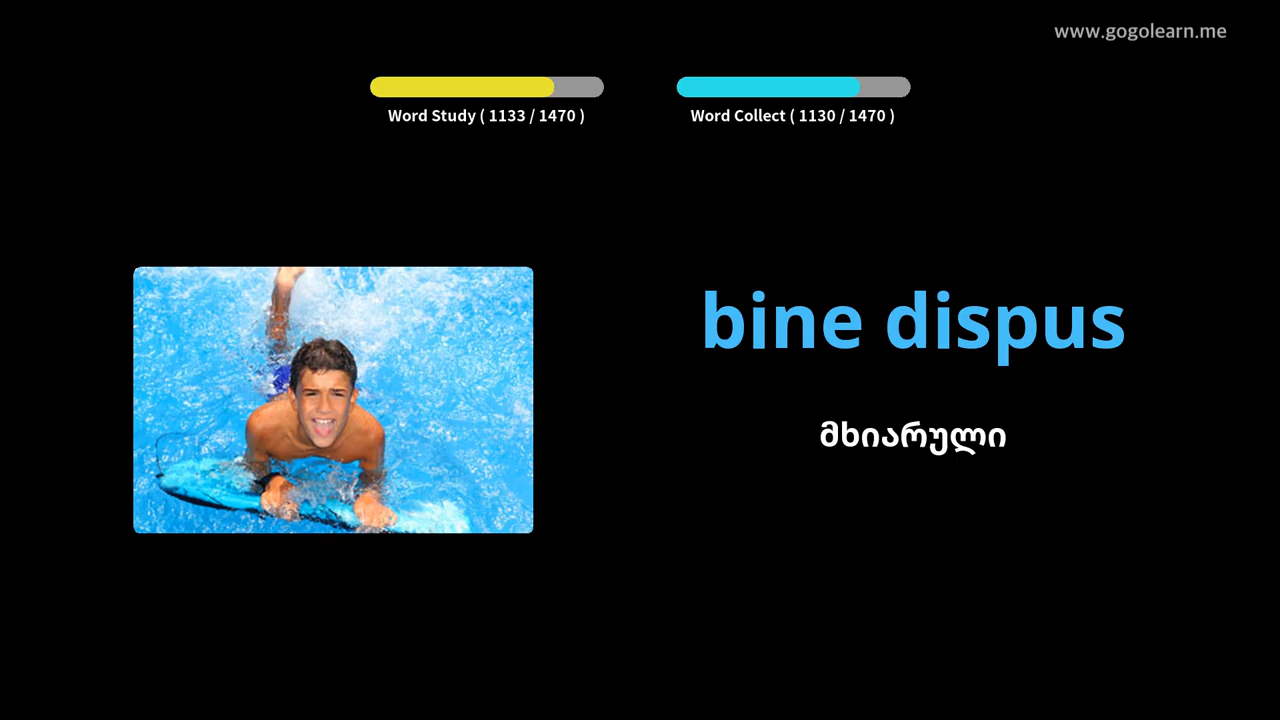 www.gogolearn.me
Word Study ( 1133 / 1470 )
Word Collect ( 1130 / 1470 )
bine dispus
მხიარული